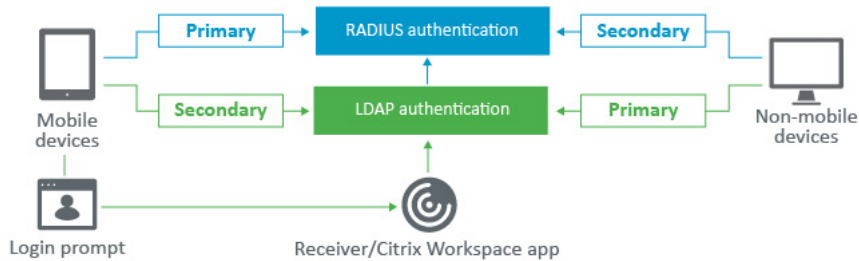 Primary
RADIUS authentication
Secondary
Secondary
LDAP authentication
Primary
Mobile
devices
Non-mobile
devices
Login prompt
Receiver/Citrix Workspace app